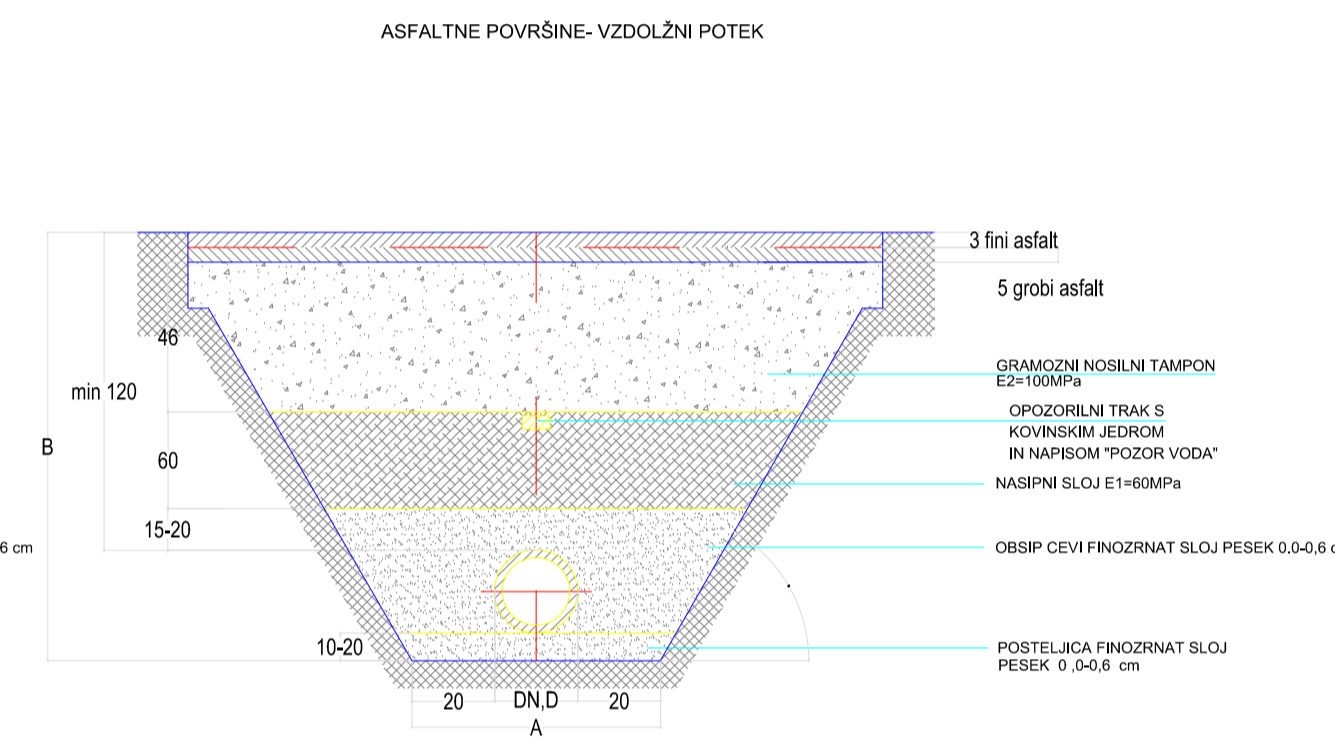 ASFALTNE POVRŠINE- VZDOLŽNI POTEK
3 fini asfalt
5 grobi asfalt
46
min 120
GRAMOZNI NOSILNI TAMPON
E2=100MPa
OPOZORILNI TRAK S
KOVINSKIM JEDROM
IN NAPISOM "POZOR VODA"
B
60
NASIPNI SLOJ E1=60MPa
15-20
6 cm
OBSIP CEVI FINOZRNAT SLOJ PESEK 0.0-0,6 c
10-20
POSTELJICA FINOZRNAT SLOJ
PESEK 0 ,0-0,6 cm
20
DN,D
20
A